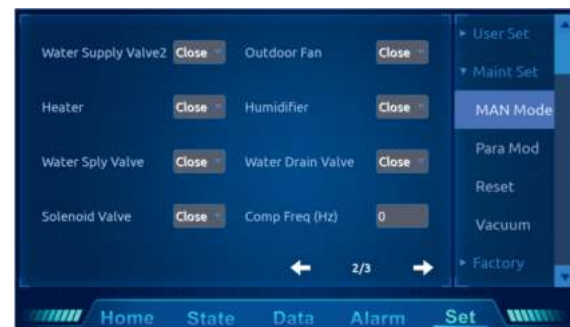 Water Supply Valve2 Close Outdoor Fan Close
Heater Close Humidifier Close
Water Sply Valve Close Water Drain Valve Close
Solenoid Valve Close Comp Freq (Hz) 0
2/3
User Set
Maint Set
MAN Mode
Para Mod
Reset
Vacuum
Factory
Home State Data Alarm Set